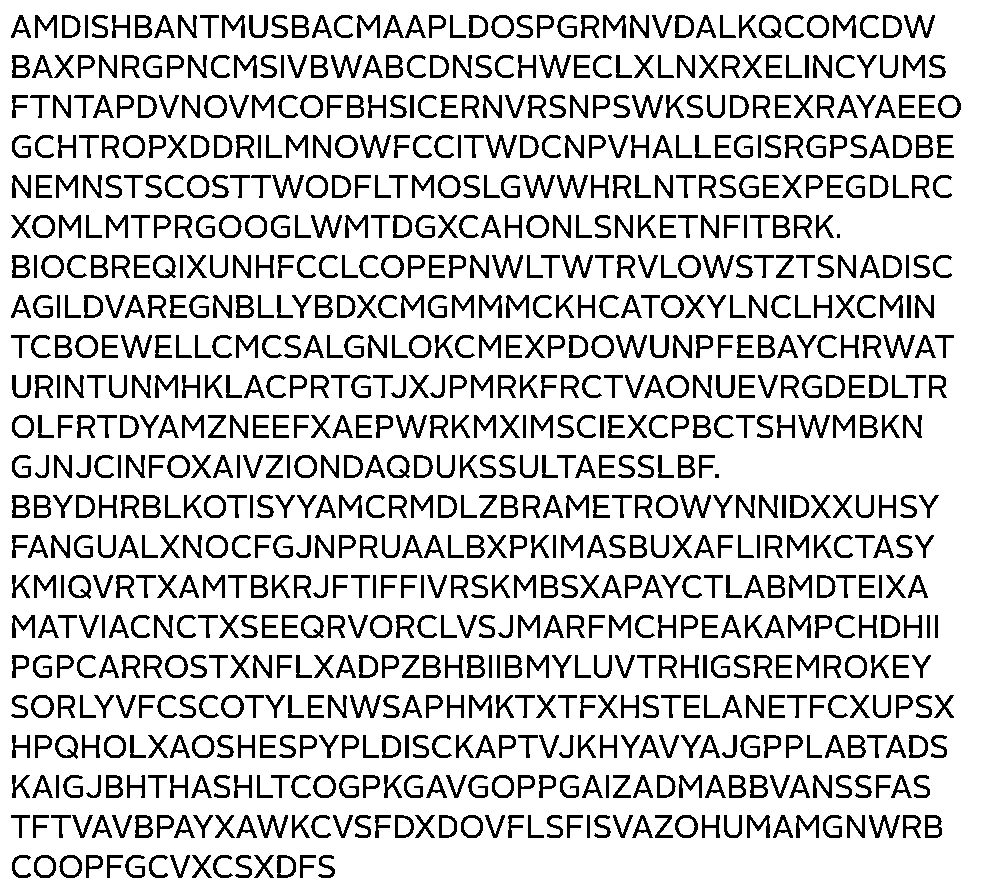 AMDISHBANTMUSBACMAAPLDOSPGRMNVDALKQCOMCDW
BAXPNRGPNCMSIVBWABCDNSCHWECLXLNXRXELINCYUMS
FTNTAPDVNOVMCOFBHSICERNVRSNPSWKSUDREXRAYAEEO
GCHTROPXDDRILMNOWFCCITWDCNPVHALLEGISRGPSADBE
NEMNSTSCOSTTWODFLTMOSLGWWHRLNTRSGEXPEGDLRC
XOMLMTPRGOOGLWMTDGXCAHONLSNKETNFITBRK.
BIOCBREQIXUNHFCCLCOPEPNWLTWTRVLOWSTZTSNADISC
AGILDVAREGNBLLYBDXCMGMMMCKHCATOXYLNCLHXCMIN
TCBOEWELLCMCSALGNLOKCMEXPDOWUNPFEBAYCHRWAT
URINTUNMHKLACPRTGTJXJPMRKFRCTVAONUEVRGDEDLTR
OLFRTDYAMZNEEFXAEPWRKMXIMSCIEXCPBCTSHWMBKN
GJNJCINFOXAIVZIONDAQDUKSSULTAESSLBF.
BBYDHRBLKOTISYYAMCRMDLZBRAMETROWYNNIDXXUHSY
FANGUALXNOCFGJNPRUAALBXPKIMASBUXAFLIRMKCTASY
KMIQVRTXAMTBKRJFTIFFIVRSKMBSXAPAYCTLABMDTEIXA
MATVIACNCTXSEEQRVORCLVSJMARFMCHPEAKAMPCHDHII
PGPCARROSTXNFLXADPZBHBIIBMYLUVTRHIGSREMROKEY
SORLYVFCSCOTYLENWSAPHMKTXTFXHSTELANETFCXUPSX
HPQHOLXAOSHESPYPLDISCKAPTVJKHYAVYAJGPPLABTADS
KAIGJBHTHASHLTCOGPKGAVGOPPGAIZADMABBVANSSFAS
TFTVAVBPAYXAWKCVSFDXDOVFLSFISVAZOHUMAMGNWRB
COOPFGCVXCSXDFS